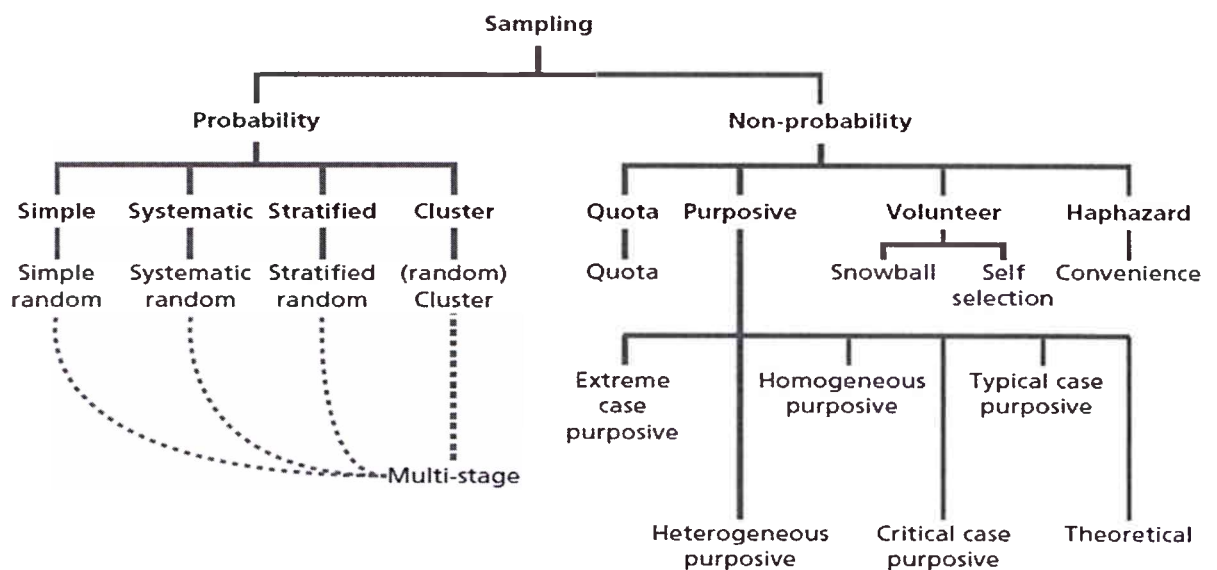 Sampling
Probability
Non-probability
Simple
Systematic
Stratified
Cluster
Quota
Purposive
Volunteer
Haphazard
Simple
random
Systematic
random
Stratified
random
(random)
Cluster
Quota
Snowball
Self
selection
Convenience
Extreme
case
purposive
Homogeneous
purposive
Typical case
purposive
Multi-stage
Heterogeneous
purposive
Critical case
purposive
Theoretical